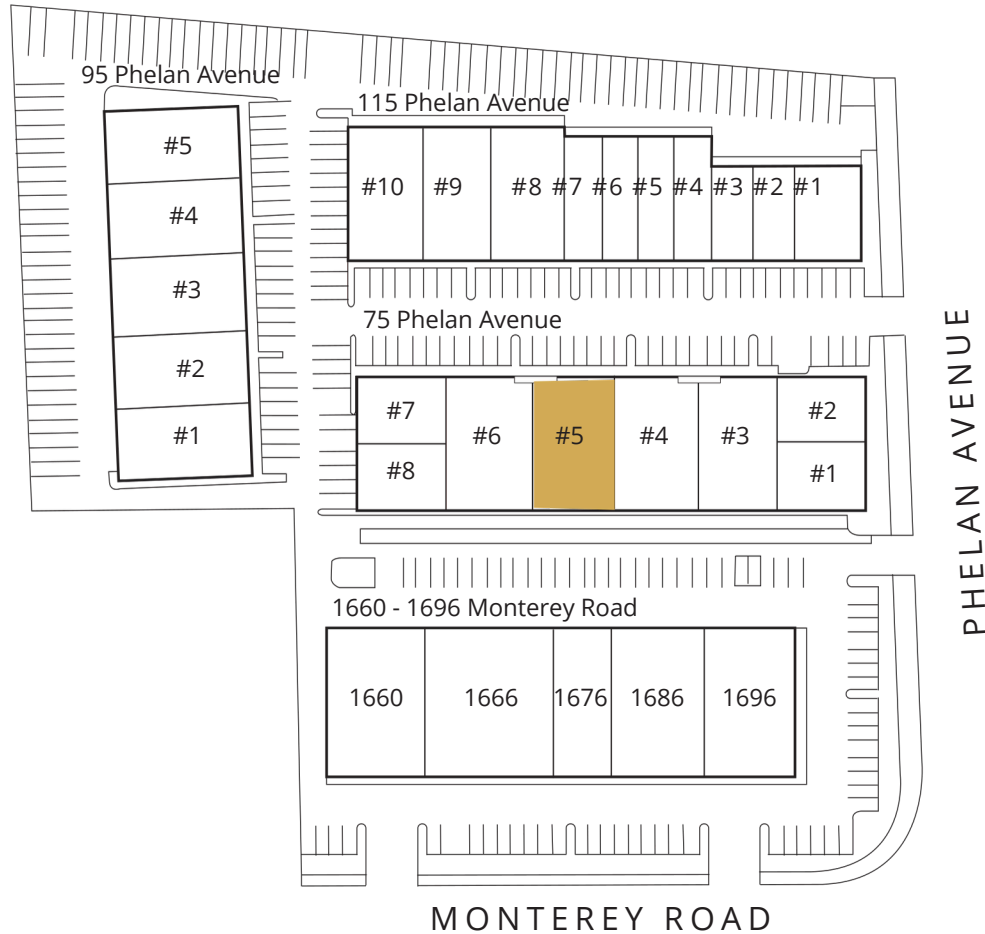 95 Phelan Avenue
#5
#4
#3
#2
#1
115 Phelan Avenue
#10 #9 #8 #7 #6 #5 #4 #3 #2 #1
75 Phelan Avenue
#7
#8
#6
#5
#4
#3
#2
#1
1660 - 1696 Monterey Road
1660 1666 1676 1686 1696
PHELAN AVENUE
MONTEREY ROAD